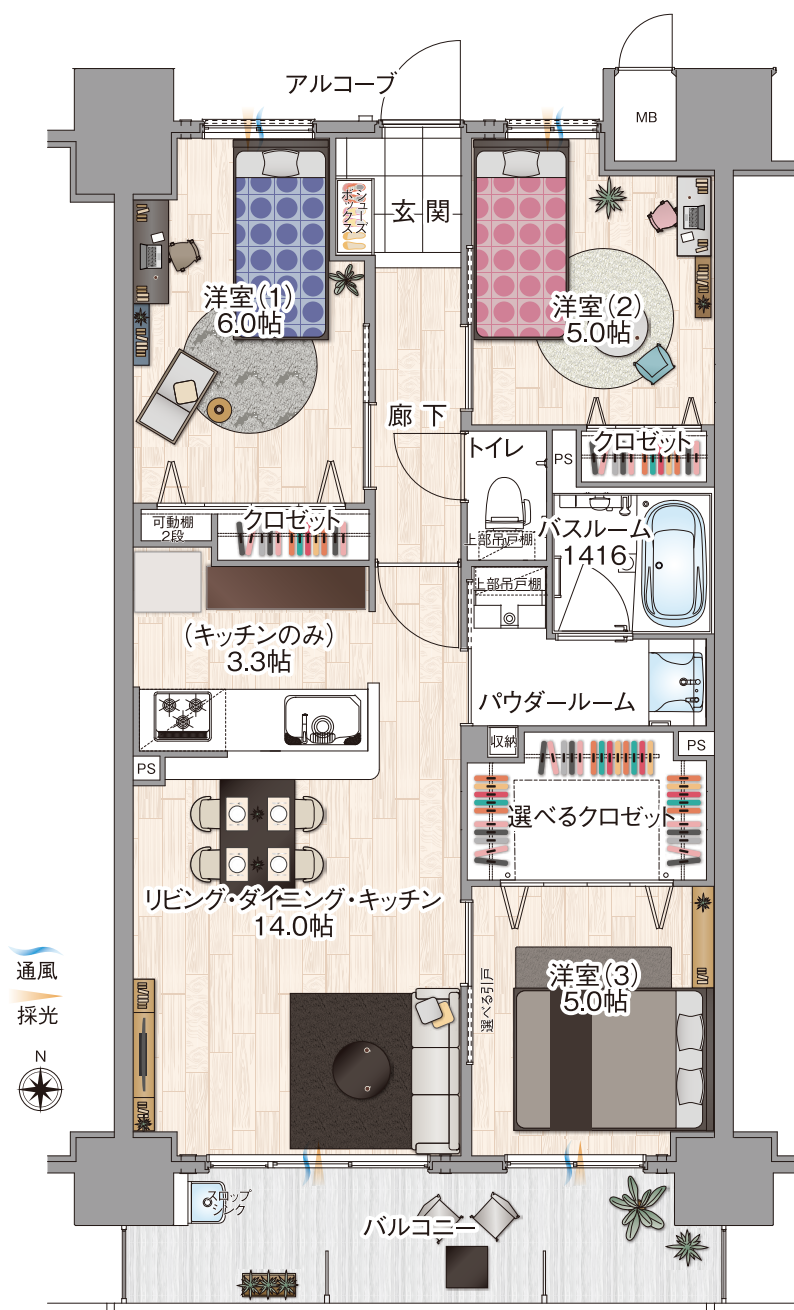 アルコーブ
MB
シューズ
ボックス
玄関
洋室(1)
6.0帖
洋室(2)
5.0帖
廊下
トイレ
PS
クロゼット
可動棚
2段
クロゼット
上部吊戸棚
バスルーム
1416
上部吊戸棚
(キッチンのみ)
3.3帖
パウダールーム
収納
PS
PS
選べるクロゼット
リビング・ダイニング・キッチン
14.0帖
洋室(3)
5.0帖
選べる引戸
通風
採光
N
スロップ
シンク
バルコニー